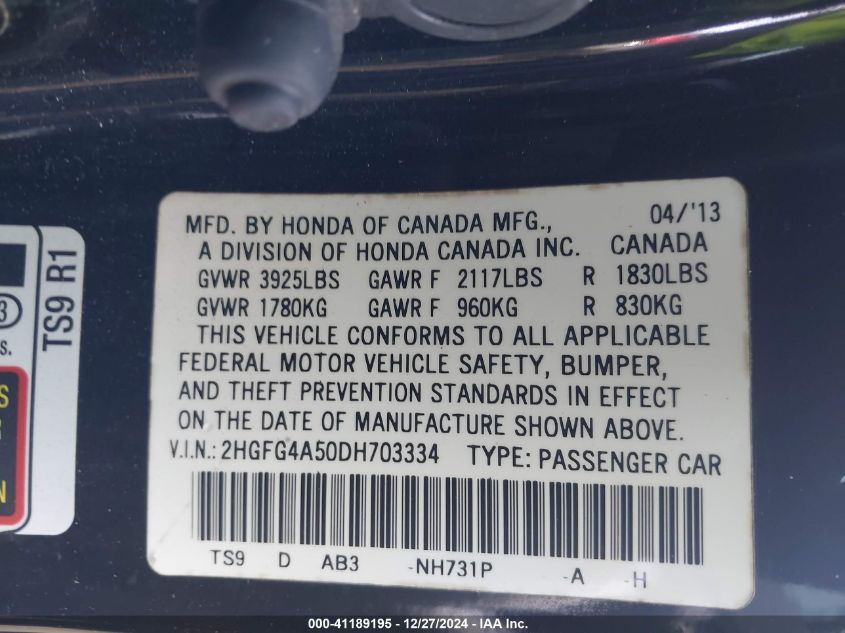 MFD. BY HONDA OF CANADA MFG., 04/'13
A DIVISION OF HONDA CANADA INC. CANADA
GVWR 3925LBS GAWR F 2117LBS R 1830LBS
GVWR 1780KG GAWR F 960KG R 830KG
THIS VEHICLE CONFORMS TO ALL APPLICABLE
FEDERAL MOTOR VEHICLE SAFETY, BUMPER,
AND THEFT PREVENTION STANDARDS IN EFFECT
ON THE DATE OF MANUFACTURE SHOWN ABOVE.
V.I.N.: 2HGFG4A50DH703334 TYPE: PASSENGER CAR
TS9 D AB3 -NH731P -A -H
TS9 R1
3
s.
S
R
N
000-41189195 - 12/27/2024 - IAA Inc.